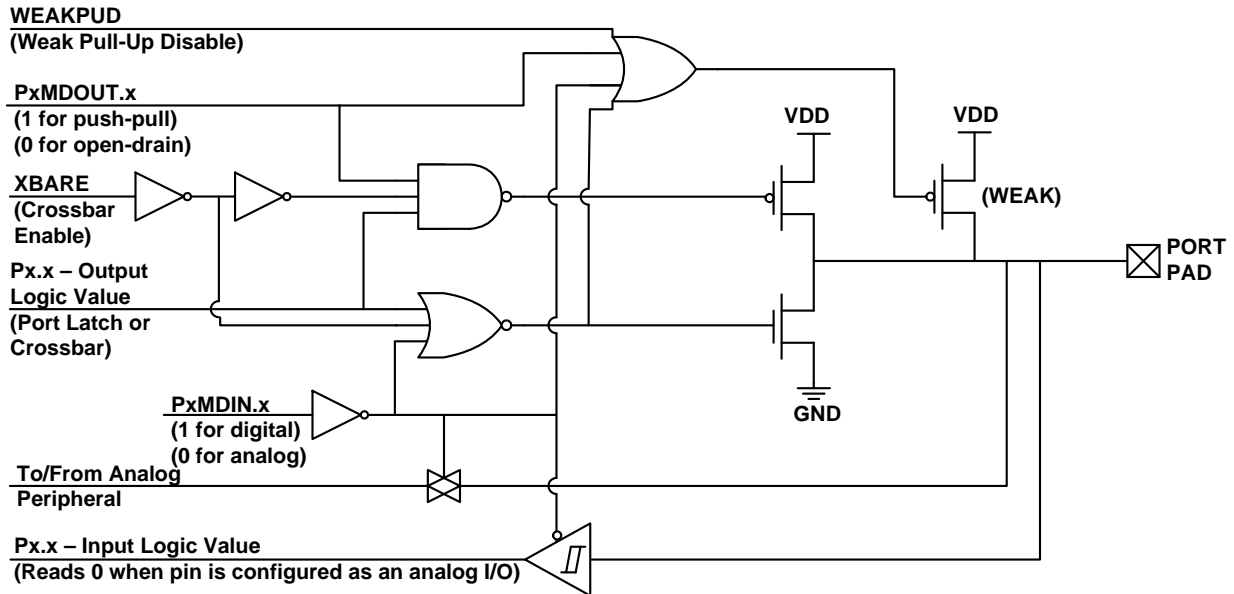 WEAKPUD
(Weak Pull-Up Disable)
PxMDOUT.x
(1 for push-pull)
(0 for open-drain)
XBARE
(Crossbar
Enable)
Px.x – Output
Logic Value
(Port Latch or
Crossbar)
PxMDIN.x
(1 for digital)
(0 for analog)
To/From Analog
Peripheral
Px.x – Input Logic Value
(Reads 0 when pin is configured as an analog I/O)
VDD
VDD
(WEAK)
PORT
PAD
GND